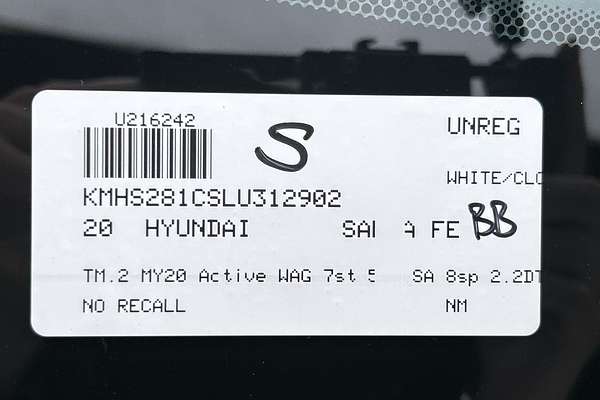 U216242
S
UNREG
WHITE/CLO
KMHS281CSLU312902
20 HYUNDAI SAN A FE BB
TM.2 MY20 Active WAG 7st 5 SA 8sp 2.2DT
NO RECALL NM